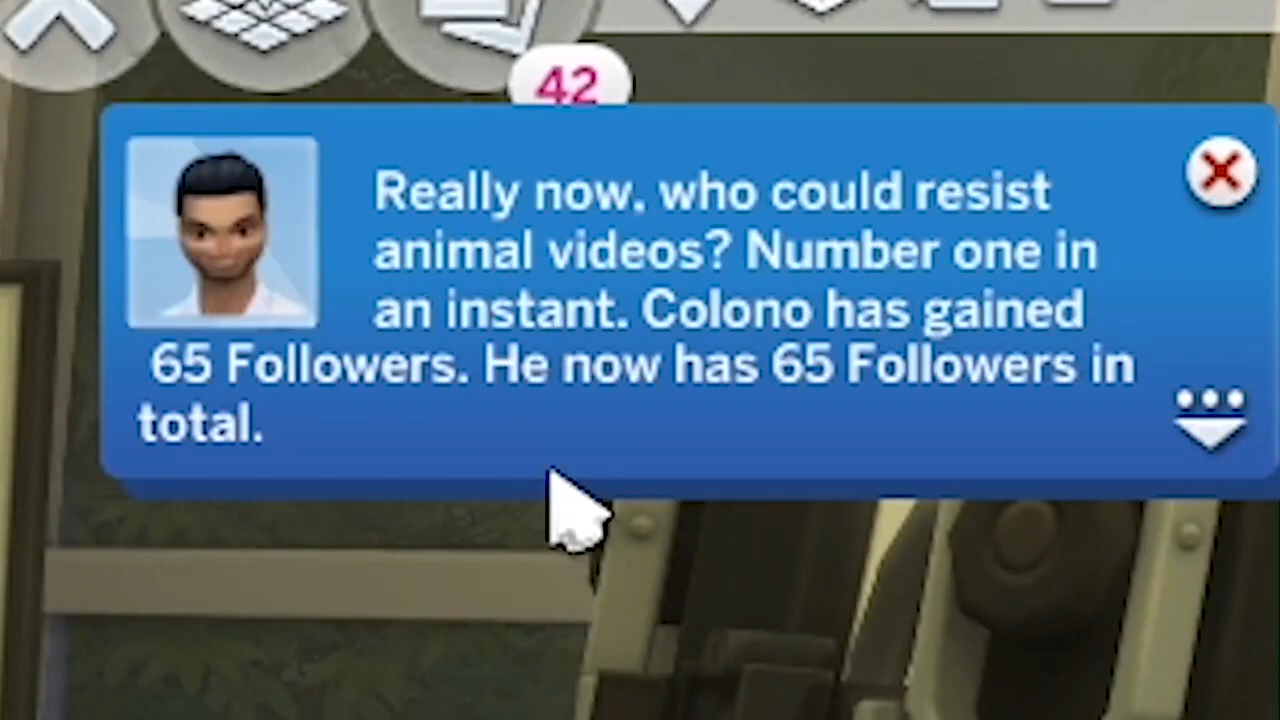 42
Really now, who could resist
animal videos? Number one in
an instant. Colono has gained
65 Followers. He now has 65 Followers in
total.